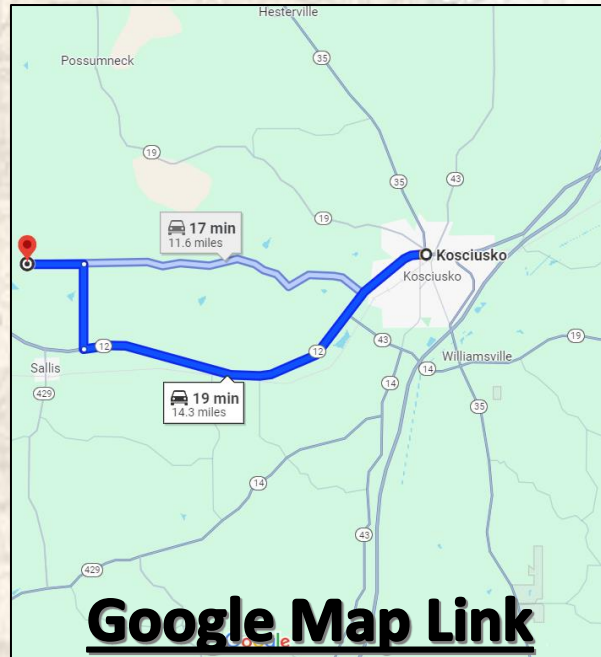 Hesterville
35
Possumneck
19
43
35
19
17 min
11.6 miles
Kosciusko
Kosciusko
12
12
43
19
Williamsville
14
Sallis
429
14
19 min
14.3 miles
35
14
43
429
Google
Google Map Link